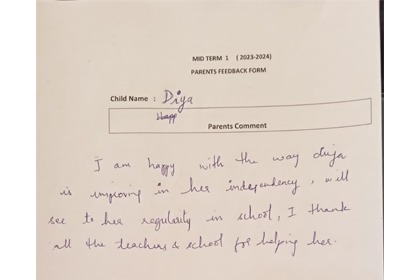 MID TERM 1 ( 2023-2024)
PARENTS FEEDBACK FORM
Child Name : Diya
Happ
Parents Comment
I am happy with the way diya
is improving in her independency, will
see to her regularity in school, I thank
all the teachers & school for helping her.